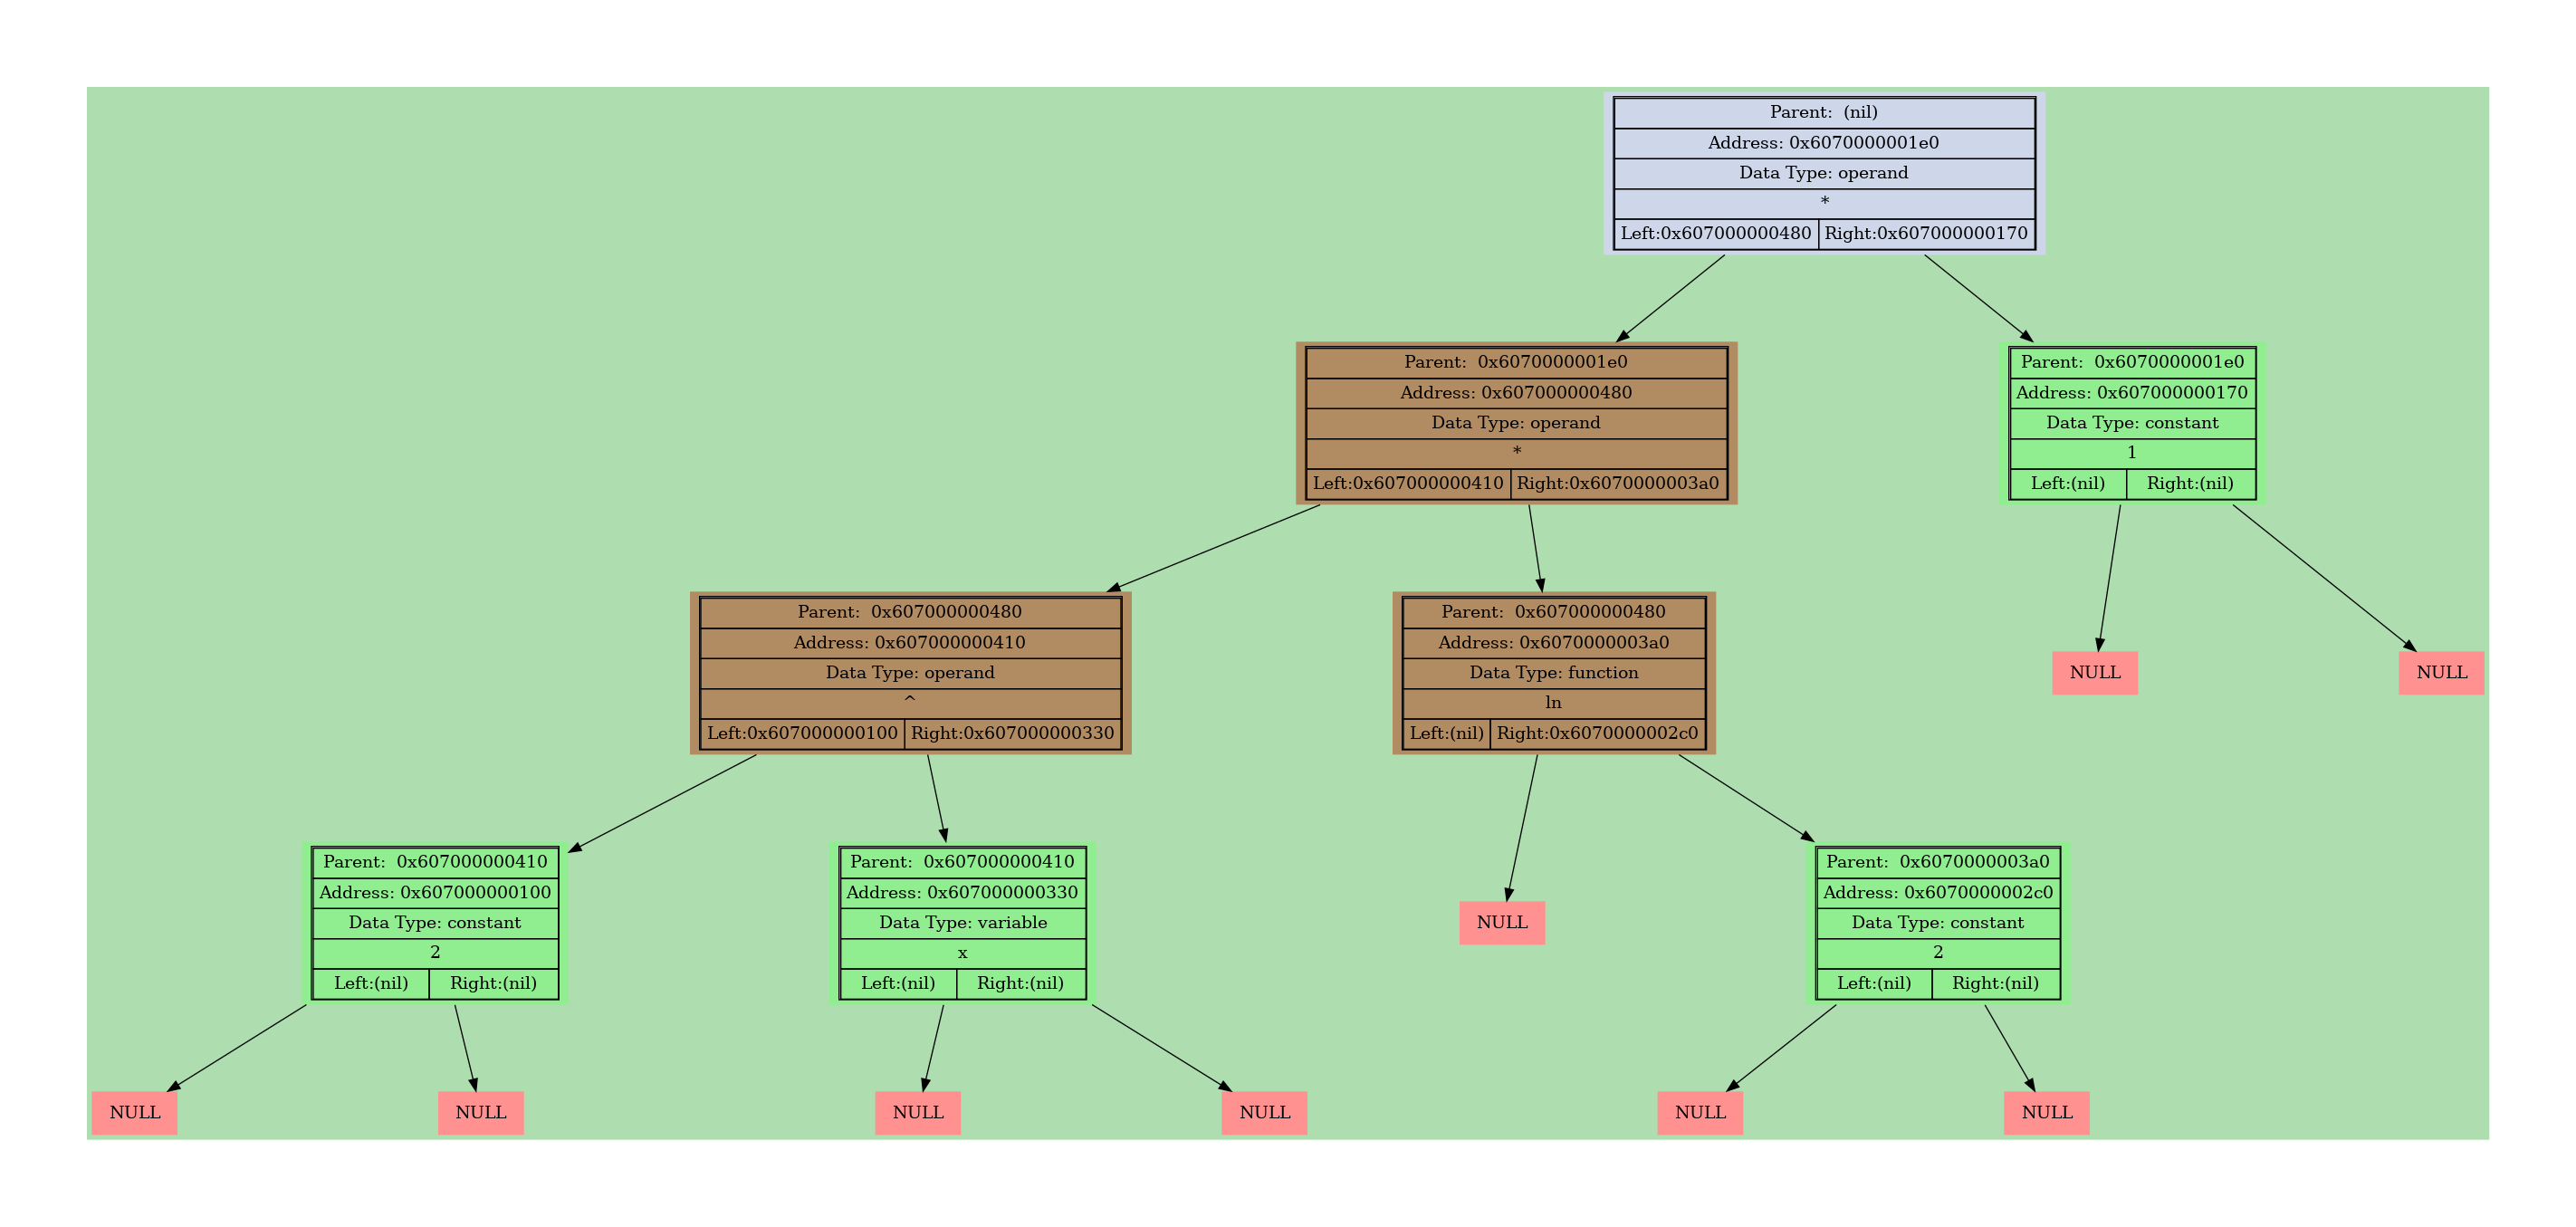 Parent:  (nil)
Address: 0x6070000001e0
Data Type: operand
*
Left:0x607000000480 Right:0x607000000170
Parent:  0x6070000001e0
Address: 0x607000000480
Data Type: operand
*
Left:0x607000000410 Right:0x6070000003a0
Parent:  0x6070000001e0
Address: 0x607000000170
Data Type: constant
1
Left:(nil) Right:(nil)
Parent:  0x607000000480
Address: 0x607000000410
Data Type: operand
^
Left:0x607000000100 Right:0x607000000330
Parent:  0x607000000480
Address: 0x6070000003a0
Data Type: function
ln
Left:(nil) Right:0x6070000002c0
NULL
NULL
Parent:  0x607000000410
Address: 0x607000000100
Data Type: constant
2
Left:(nil) Right:(nil)
Parent:  0x607000000410
Address: 0x607000000330
Data Type: variable
x
Left:(nil) Right:(nil)
NULL
Parent:  0x6070000003a0
Address: 0x6070000002c0
Data Type: constant
2
Left:(nil) Right:(nil)
NULL
NULL
NULL
NULL
NULL
NULL